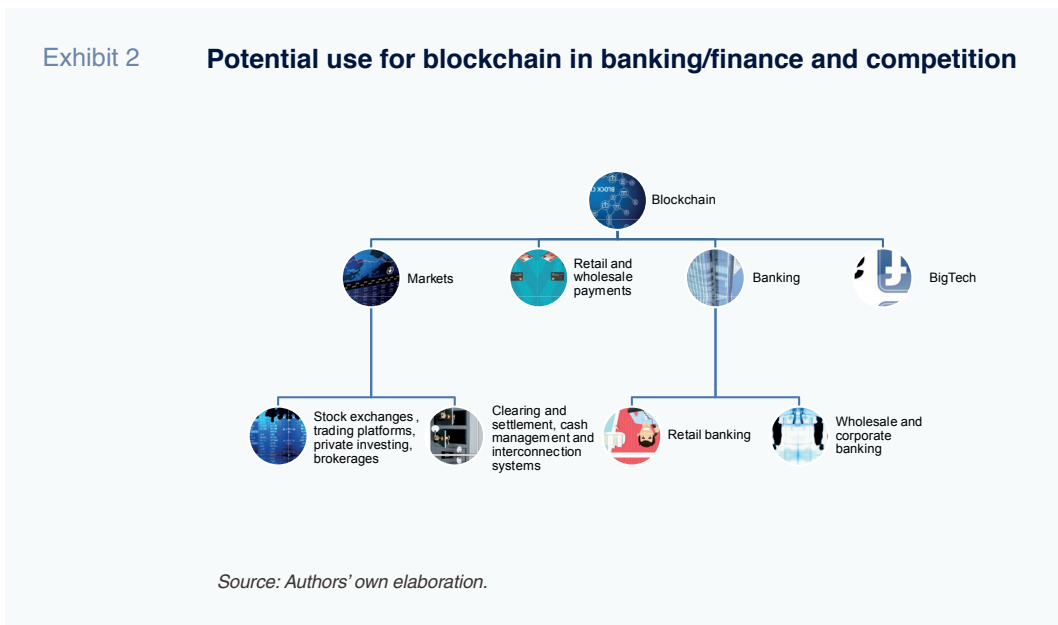 Exhibit 2
Potential use for blockchain in banking/finance and competition
BLOCK C
Blockchain
Markets
Retail and
wholesale
payments
Banking
BigTech
Stock exchanges,
trading platforms,
private investing,
brokerages
Clearing and
settlement, cash
management and
interconnection
systems
Retail banking
Wholesale and
corporate
banking
Source: Authors' own elaboration.